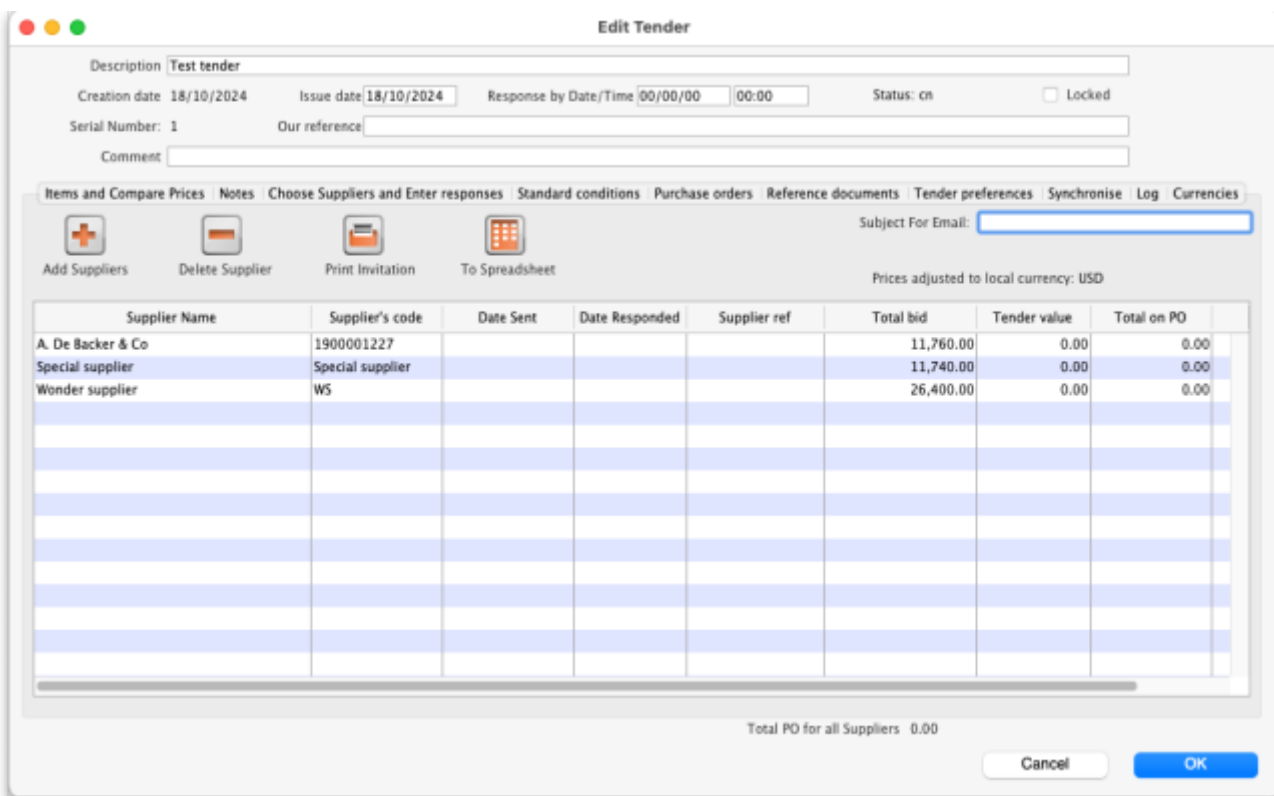 Edit Tender
Description Test tender
Creation date 18/10/2024 Issue date 18/10/2024 Response by Date/Time 00/00/00 00:00 Status: cn Locked
Serial Number: 1 Our reference
Comment
Items and Compare Prices Notes Choose Suppliers and Enter responses Standard conditions Purchase orders Reference documents Tender preferences Synchronise Log Currencies
Subject For Email:
Add Suppliers Delete Supplier Print Invitation To Spreadsheet
Prices adjusted to local currency: USD
Supplier Name Supplier's code Date Sent Date Responded Supplier ref Total bid Tender value Total on PO
A. De Backer & Co 1900001227 11,760.00 0.00 0.00
Special supplier Special supplier 11,740.00 0.00 0.00
Wonder supplier WS 26,400.00 0.00 0.00
Total PO for all Suppliers 0.00
Cancel OK